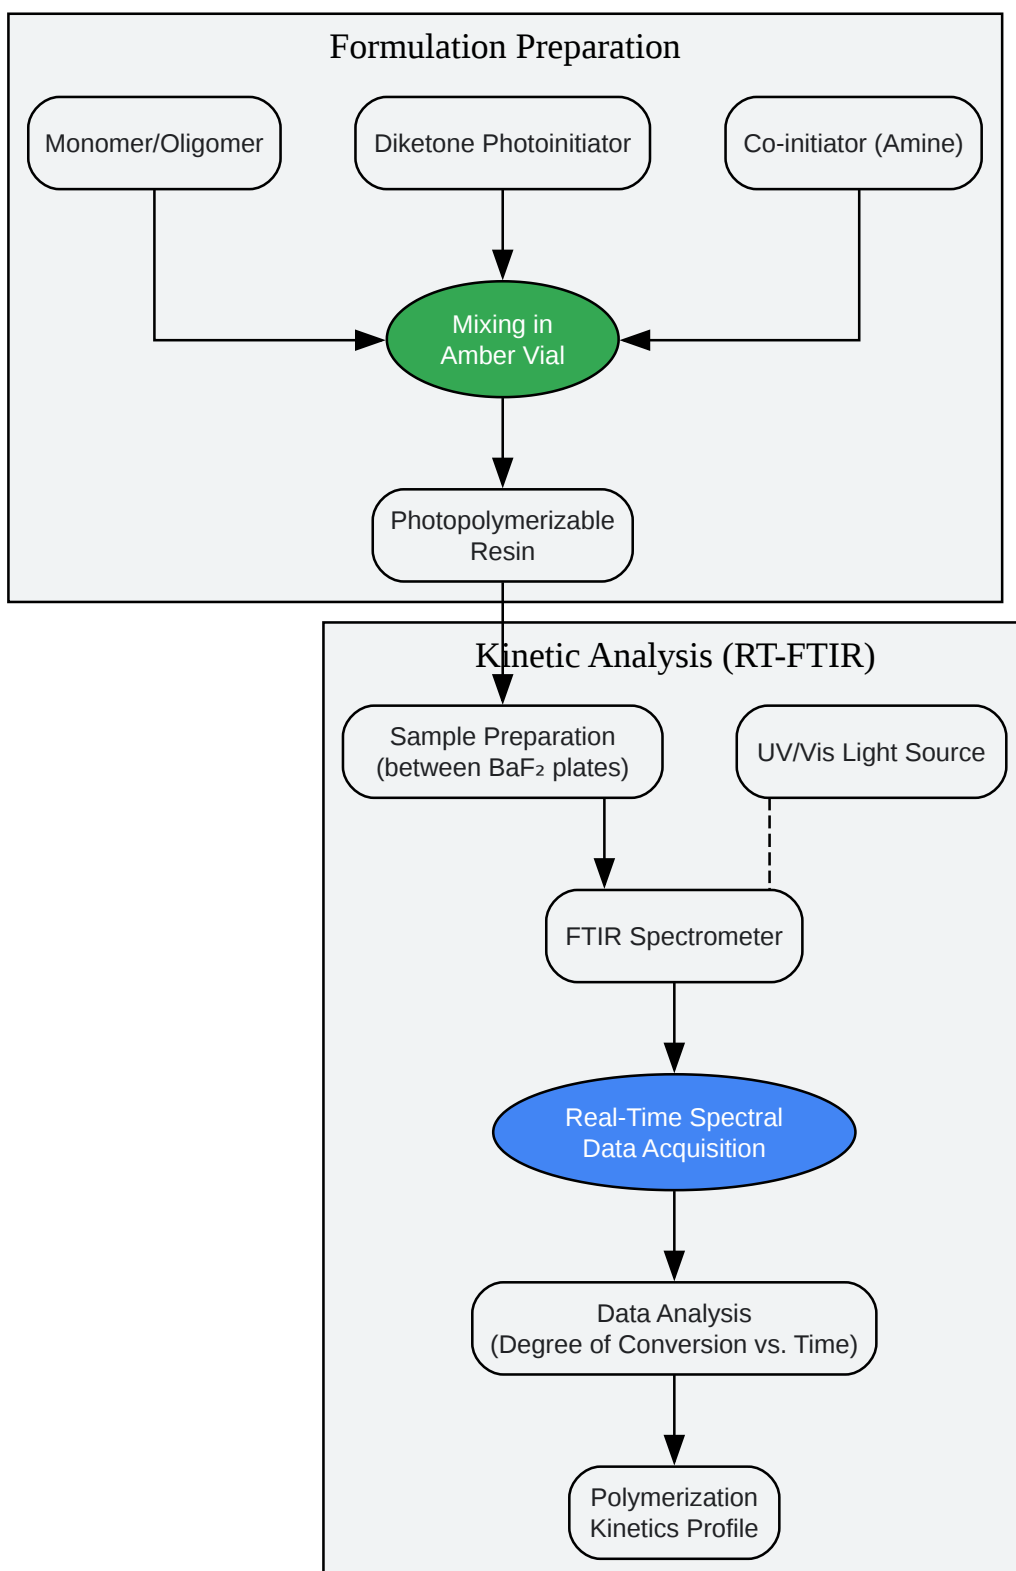 Formulation Preparation
Monomer/Oligomer
Diketone Photoinitiator
Co-initiator (Amine)
Mixing in
Amber Vial
Photopolymerizable
Resin
Kinetic Analysis (RT-FTIR)
Sample Preparation
(between BaF₂ plates)
UV/Vis Light Source
FTIR Spectrometer
Real-Time Spectral
Data Acquisition
Data Analysis
(Degree of Conversion vs. Time)
Polymerization
Kinetics Profile